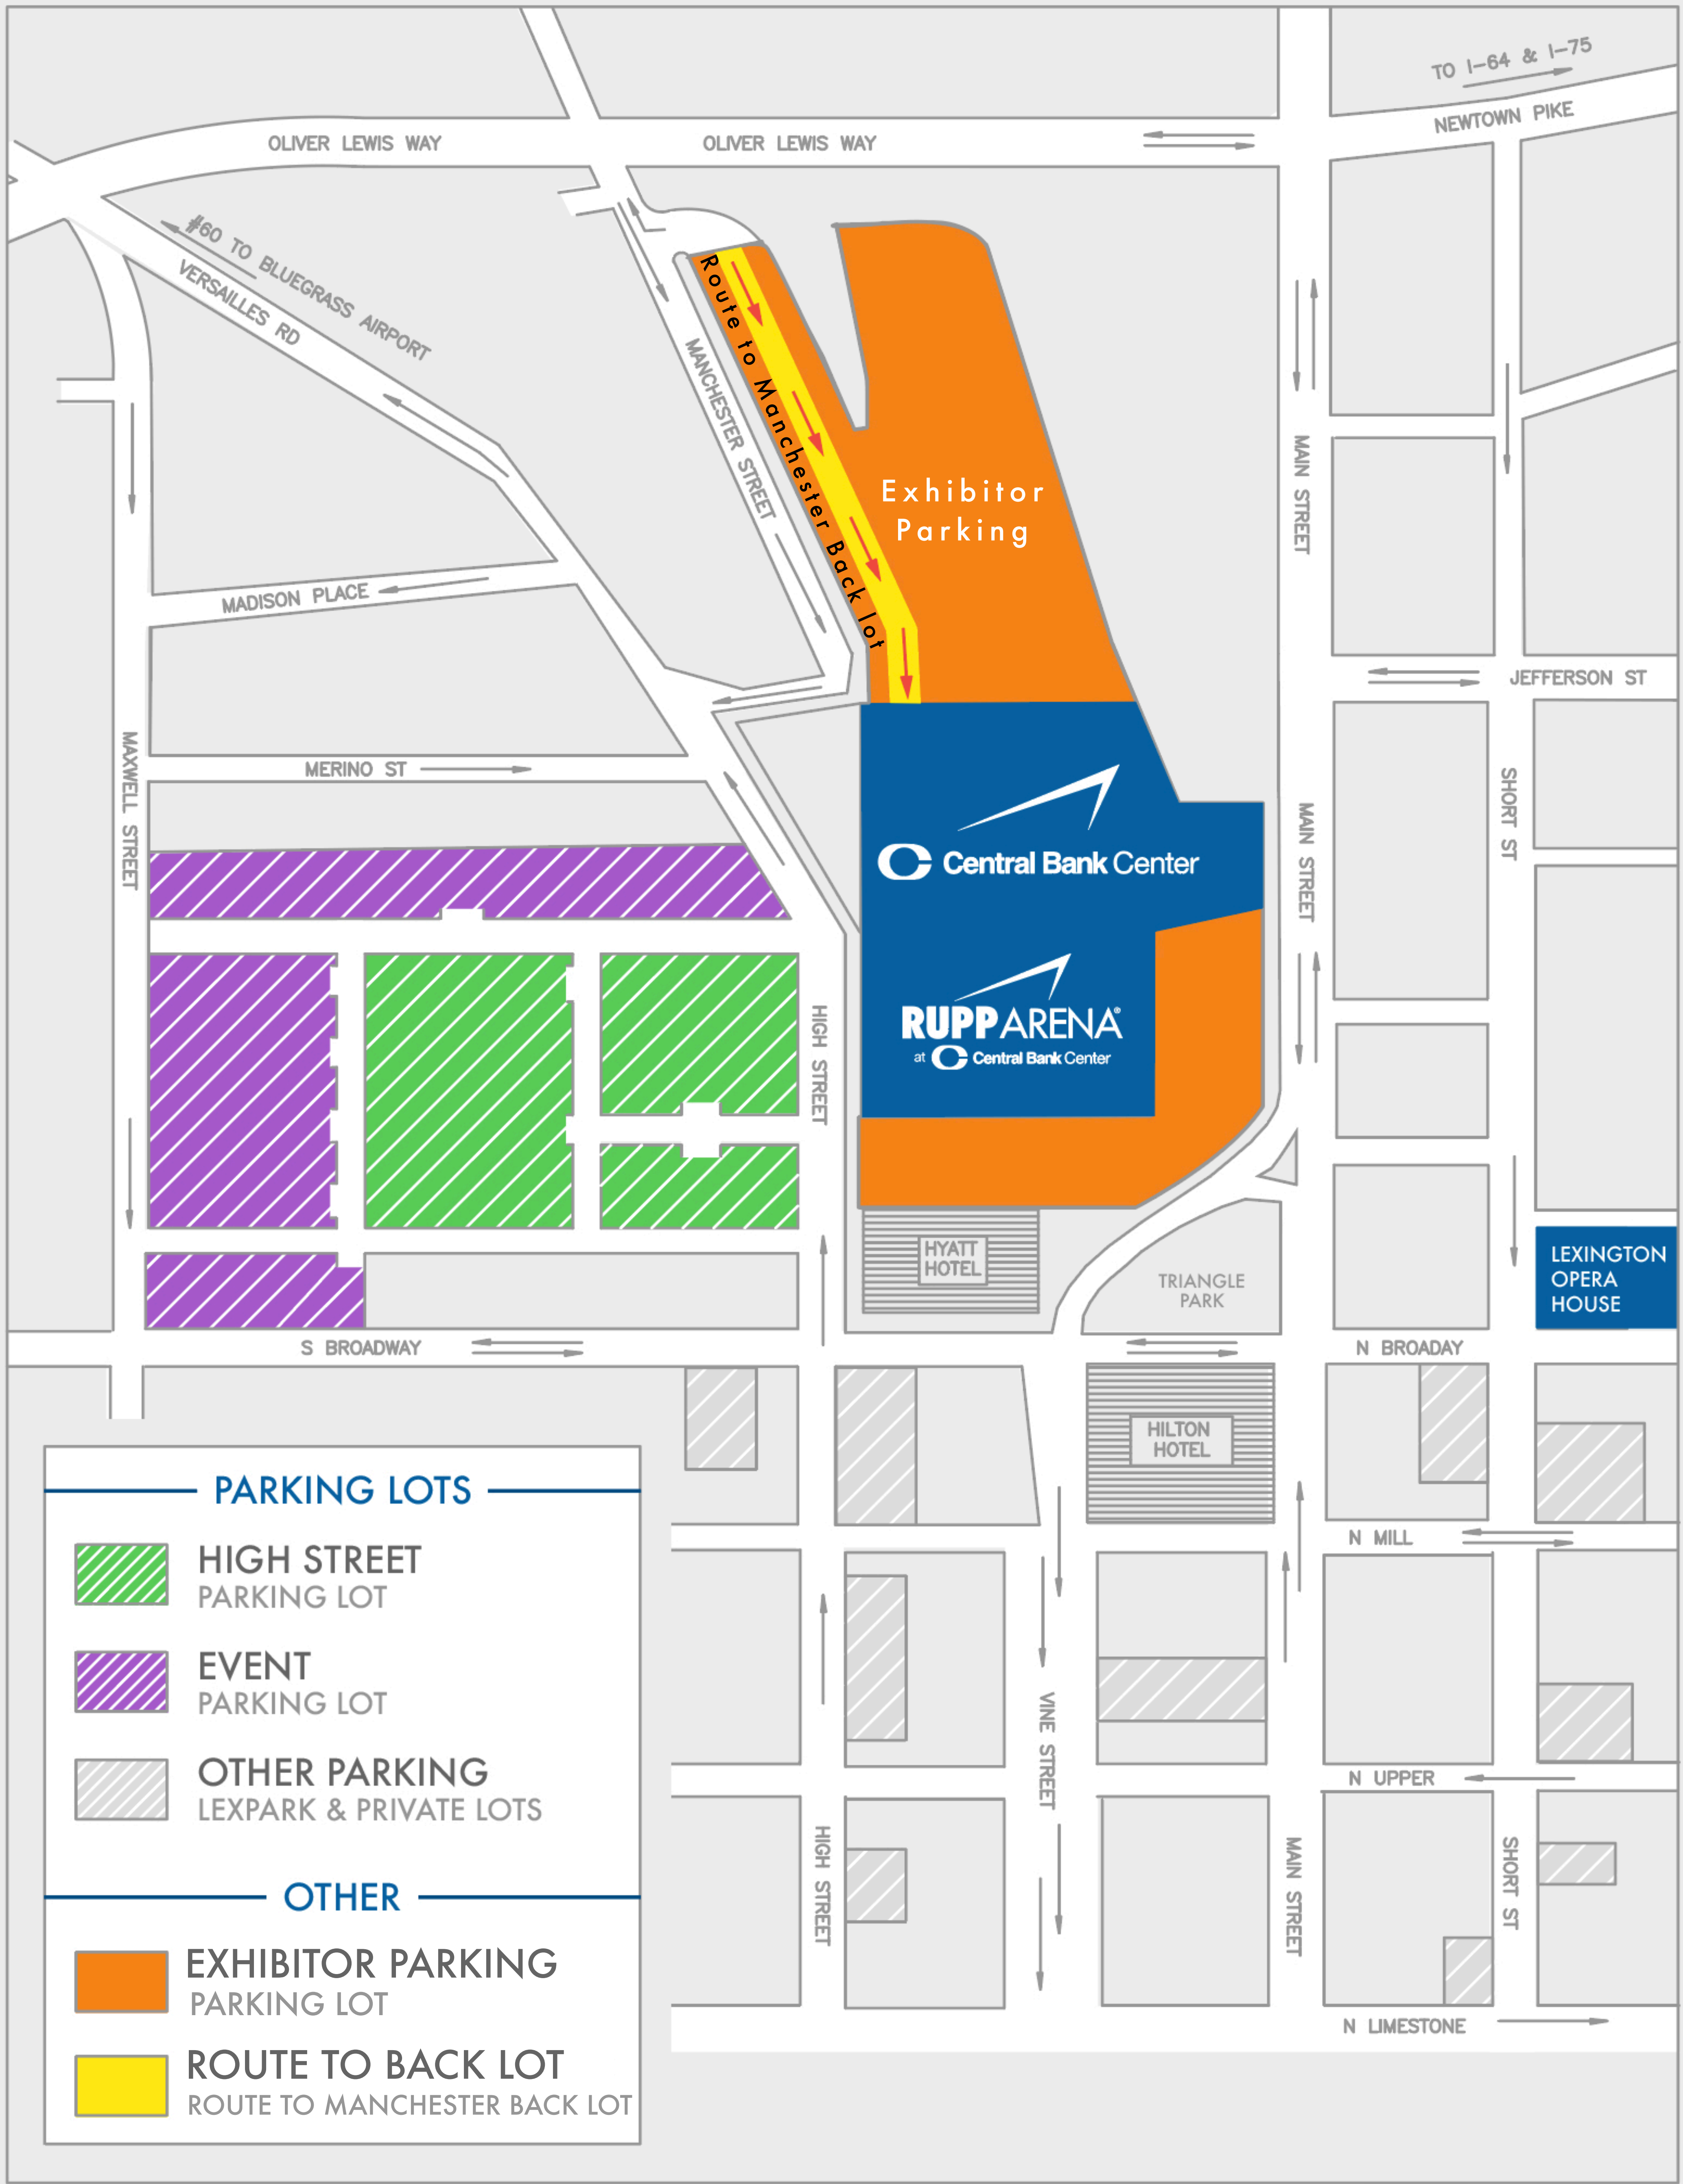 TO I-64 & I-75
NEWTOWN PIKE
OLIVER LEWIS WAY
OLIVER LEWIS WAY
#60 TO BLUEGRASS AIRPORT
VERSAILLES RD
Route to Manchester Back lot
MANCHESTER STREET
Exhibitor
Parking
MAIN STREET
MADISON PLACE
JEFFERSON ST
MAXWELL STREET
MERINO ST
SHORT ST
MAIN STREET
Central Bank Center
RUPP ARENA®
at Central Bank Center
HIGH STREET
HYATT
HOTEL
TRIANGLE
PARK
LEXINGTON
OPERA
HOUSE
S BROADWAY
N BROADAY
HILTON
HOTEL
N MILL
VINE STREET
N UPPER
HIGH STREET
MAIN STREET
SHORT ST
N LIMESTONE
PARKING LOTS
HIGH STREET
PARKING LOT
EVENT
PARKING LOT
OTHER PARKING
LEXPARK & PRIVATE LOTS
OTHER
EXHIBITOR PARKING
PARKING LOT
ROUTE TO BACK LOT
ROUTE TO MANCHESTER BACK LOT